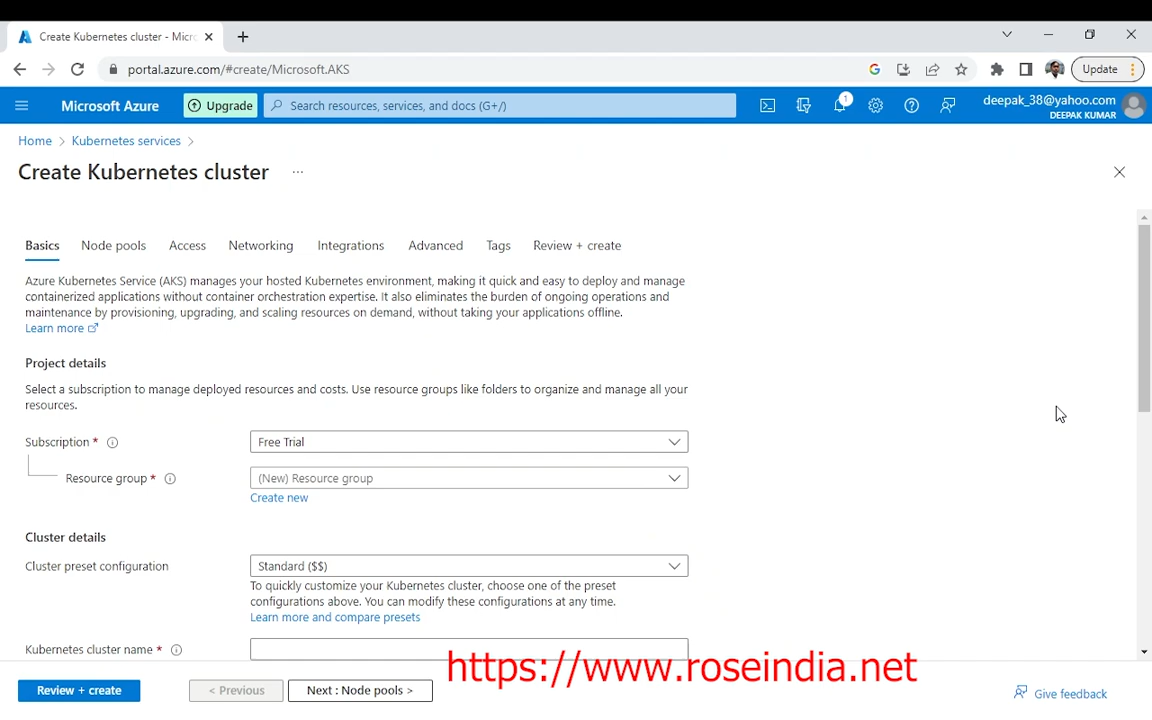 Create Kubernetes cluster - Micr
portal.azure.com/#create/Microsoft.AKS
Update
Microsoft Azure
Upgrade
Search resources, services, and docs (G+/)
1
deepak_38@yahoo.com
DEEPAK KUMAR
Home > Kubernetes services >
Create Kubernetes cluster ...
Basics Node pools Access Networking Integrations Advanced Tags Review + create
Azure Kubernetes Service (AKS) manages your hosted Kubernetes environment, making it quick and easy to deploy and manage
containerized applications without container orchestration expertise. It also eliminates the burden of ongoing operations and
maintenance by provisioning, upgrading, and scaling resources on demand, without taking your applications offline.
Learn more
Project details
Select a subscription to manage deployed resources and costs. Use resource groups like folders to organize and manage all your
resources.
Subscription * Free Trial
Resource group * (New) Resource group
Create new
Cluster details
Cluster preset configuration Standard ($$)
To quickly customize your Kubernetes cluster, choose one of the preset
configurations above. You can modify these configurations at any time.
Learn more and compare presets
Kubernetes cluster name *
https://www.roseindia.net
Review + create < Previous Next : Node pools > Give feedback